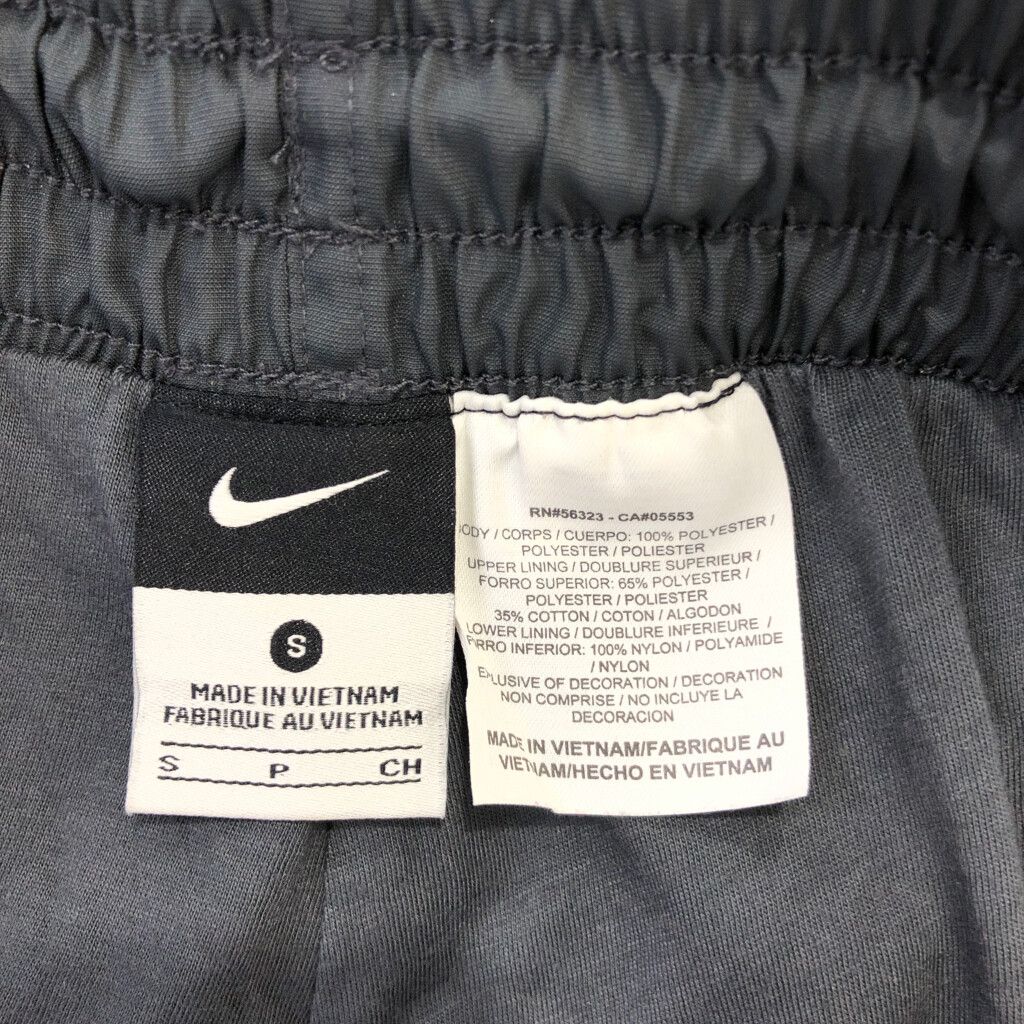 S
MADE IN VIETNAM
FABRIQUE AU VIETNAM
S P CH
RN#56323 - CA#05553
ODY / CORPS / CUERPO: 100% POLYESTER /
POLYESTER / POLIESTER
UPPER LINING / DOUBLURE SUPERIEUR /
FORRO SUPERIOR: 65% POLYESTER /
POLYESTER / POLIESTER
35% COTTON / COTON / ALGODON
LOWER LINING / DOUBLURE INFERIEURE /
FORRO INFERIOR: 100% NYLON / POLYAMIDE
/ NYLON
EXLUSIVE OF DECORATION / DECORATION
NON COMPRISE / NO INCLUYE LA
DECORACION
MADE IN VIETNAM/FABRIQUE AU
VIETNAM/HECHO EN VIETNAM